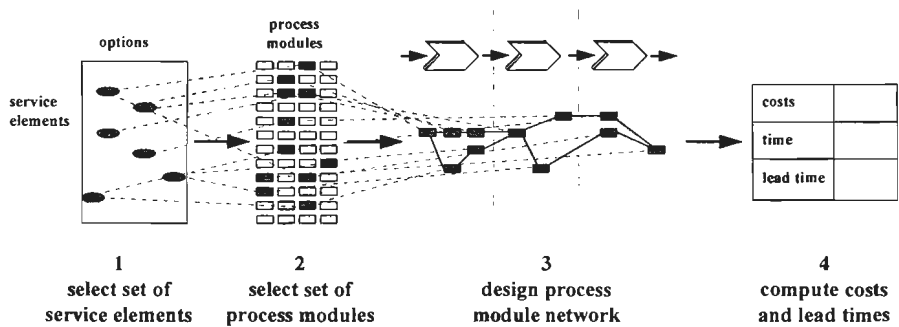 options
process
modules
service
elements
costs
time
lead time
1
select set of
service elements
2
select set of
process modules
3
design process
module network
4
compute costs
and lead times